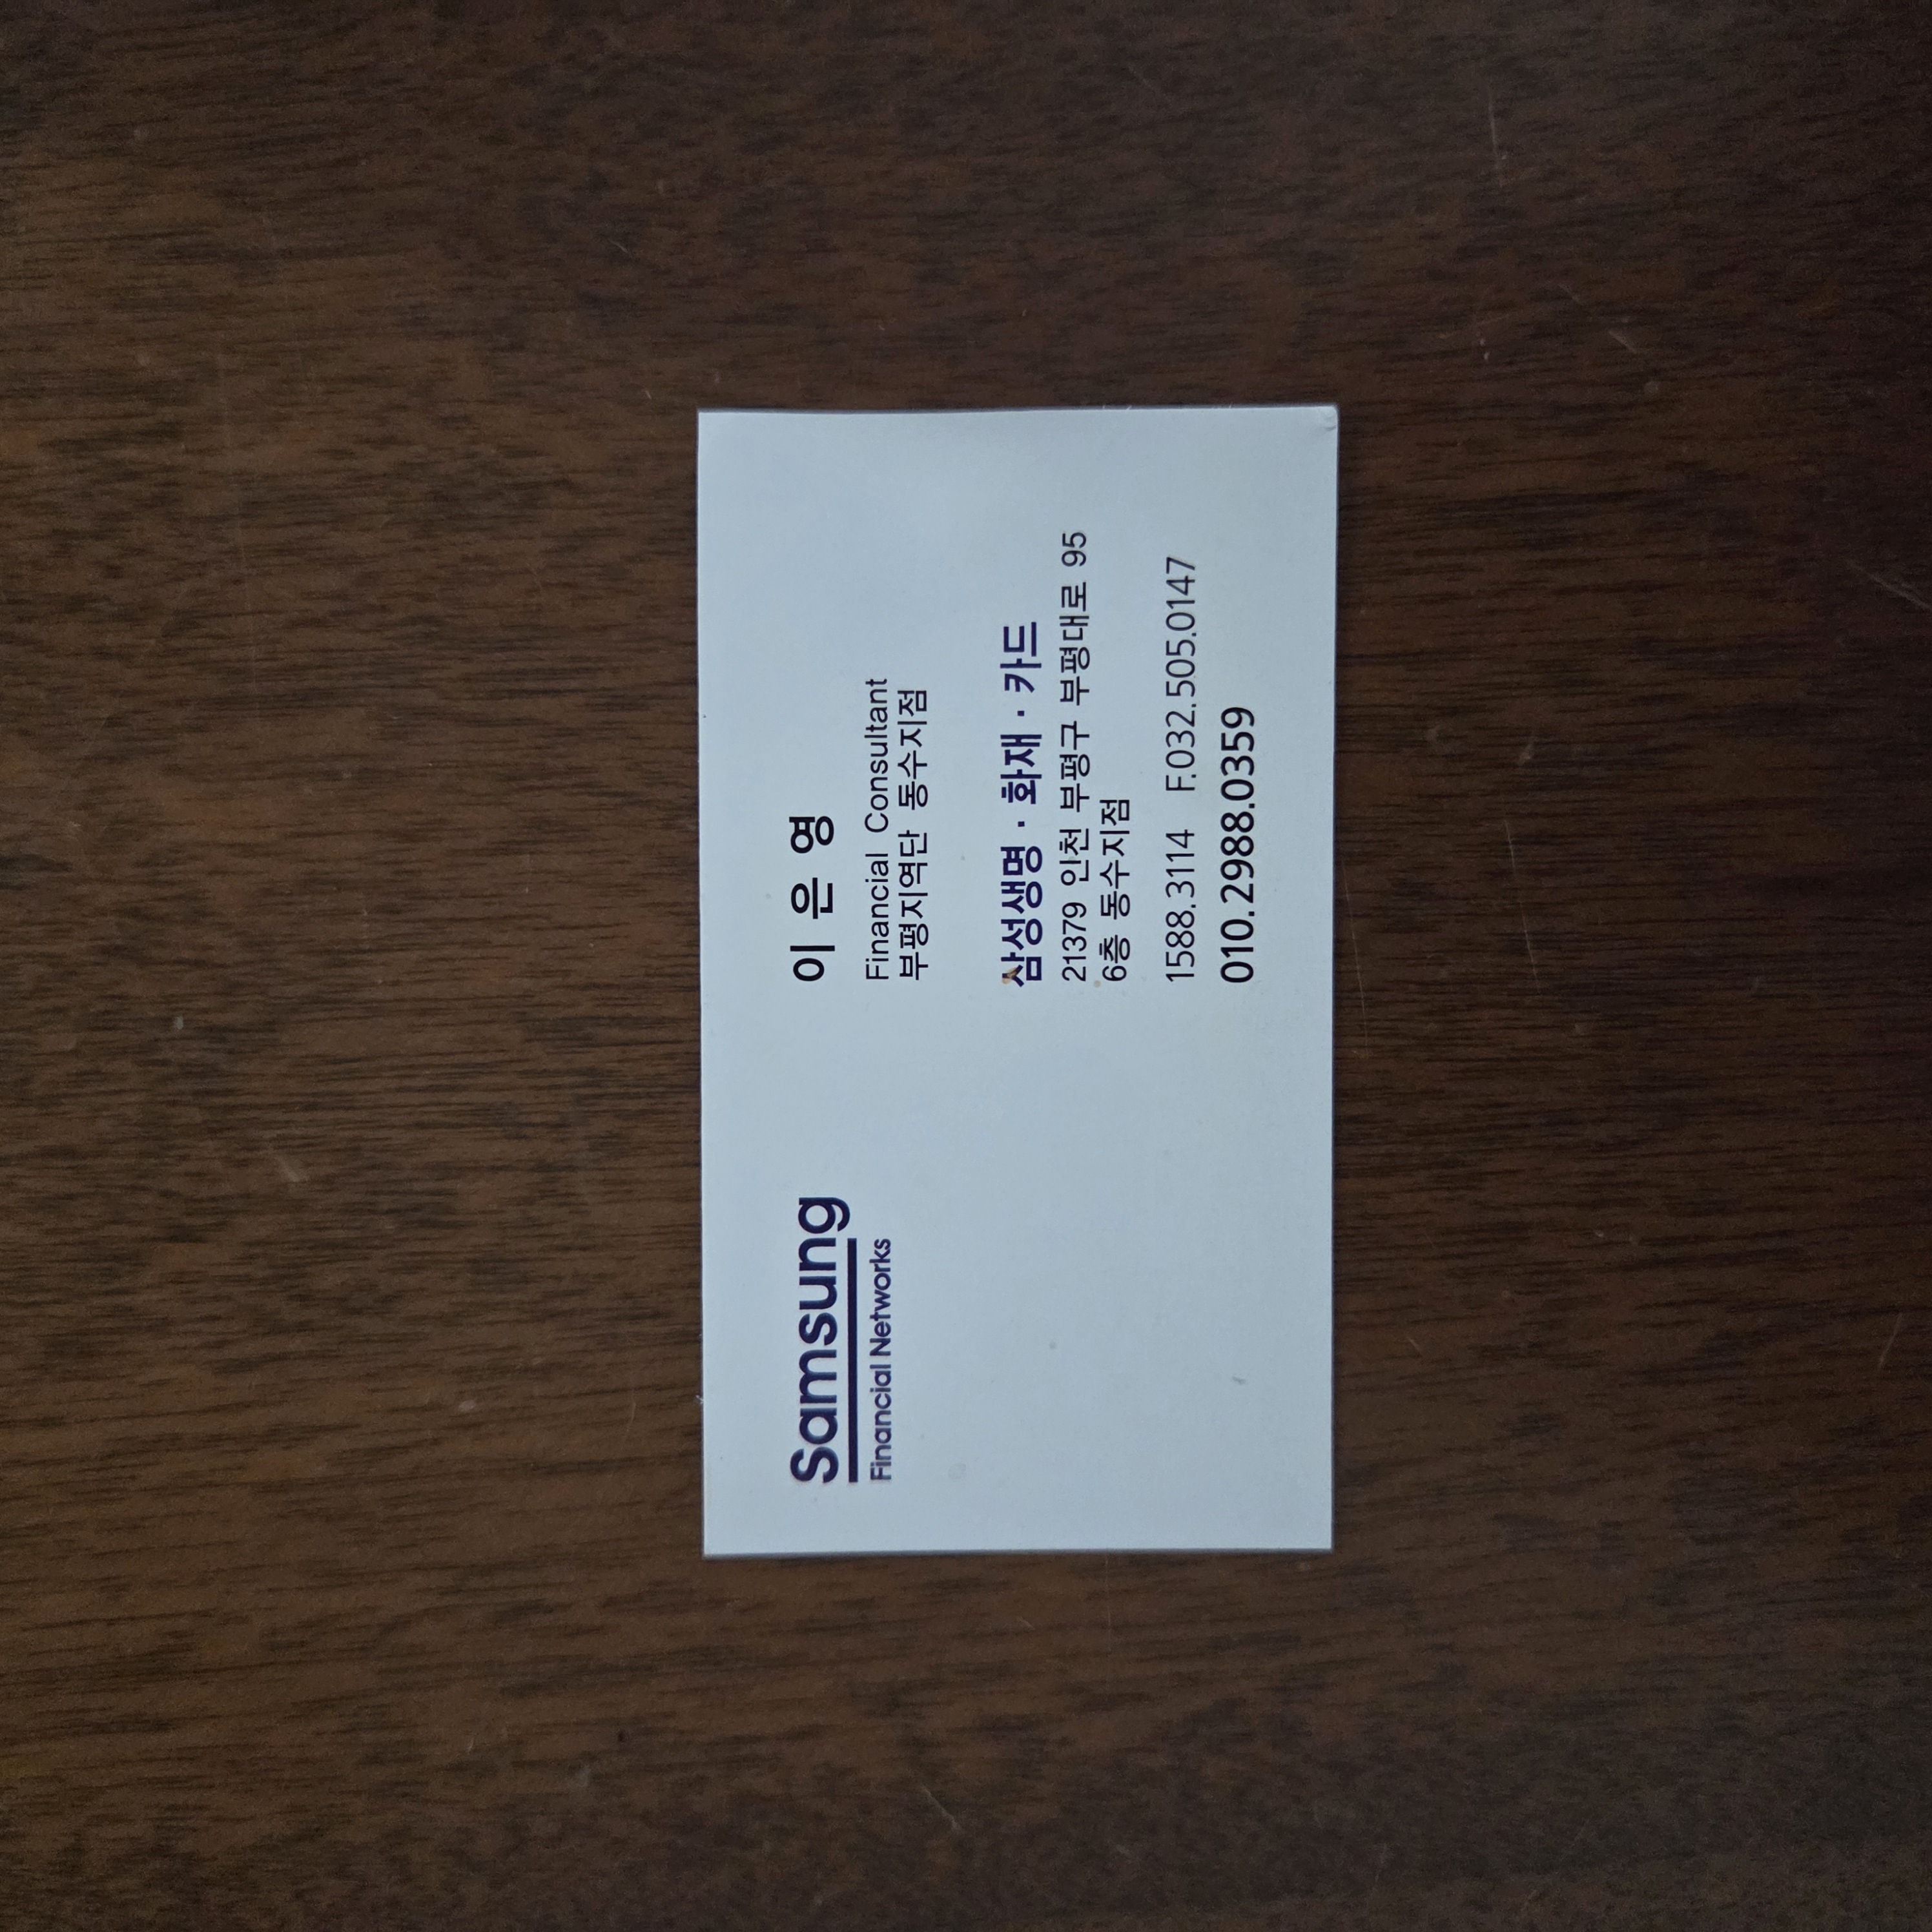 Samsung
Financial Networks
이은영
Financial Consultant
부평지역단 동수지점
삼성생명 · 화재 · 카드
21379 인천 부평구 부평대로 95
6층 동수지점
1588.3114 F.032.505.0147
010.2988.0359